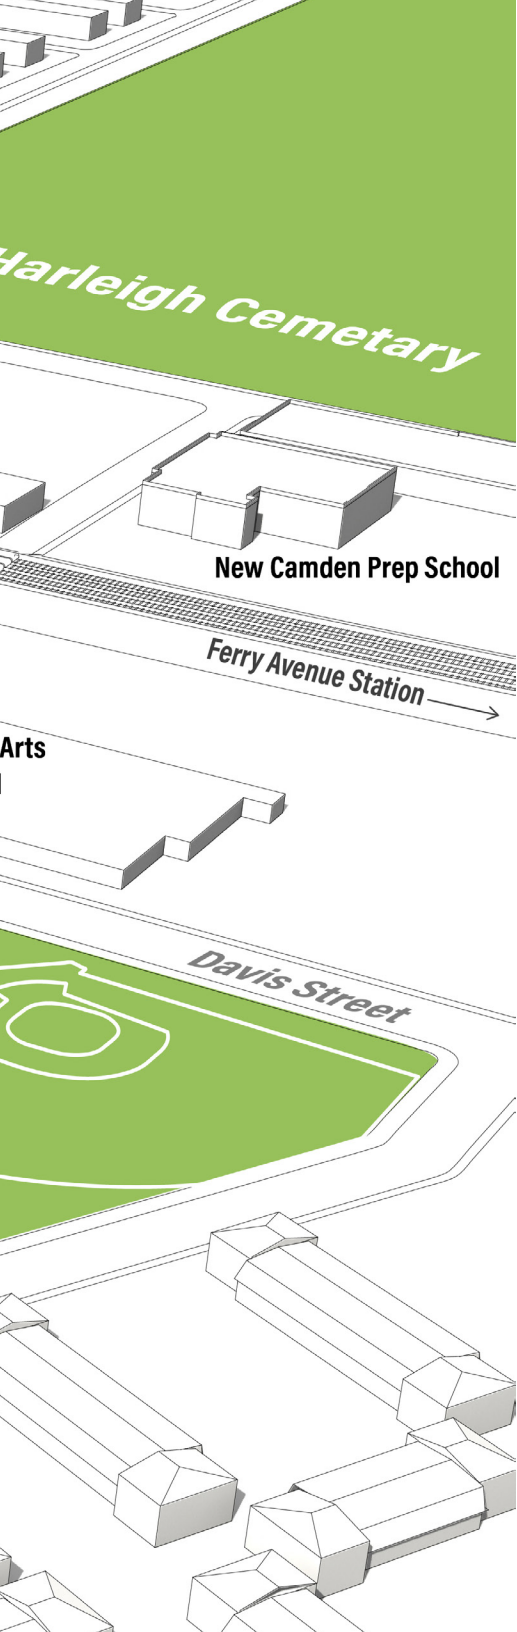 Harleigh Cemetary
New Camden Prep School
Ferry Avenue Station
Arts
Davis Street